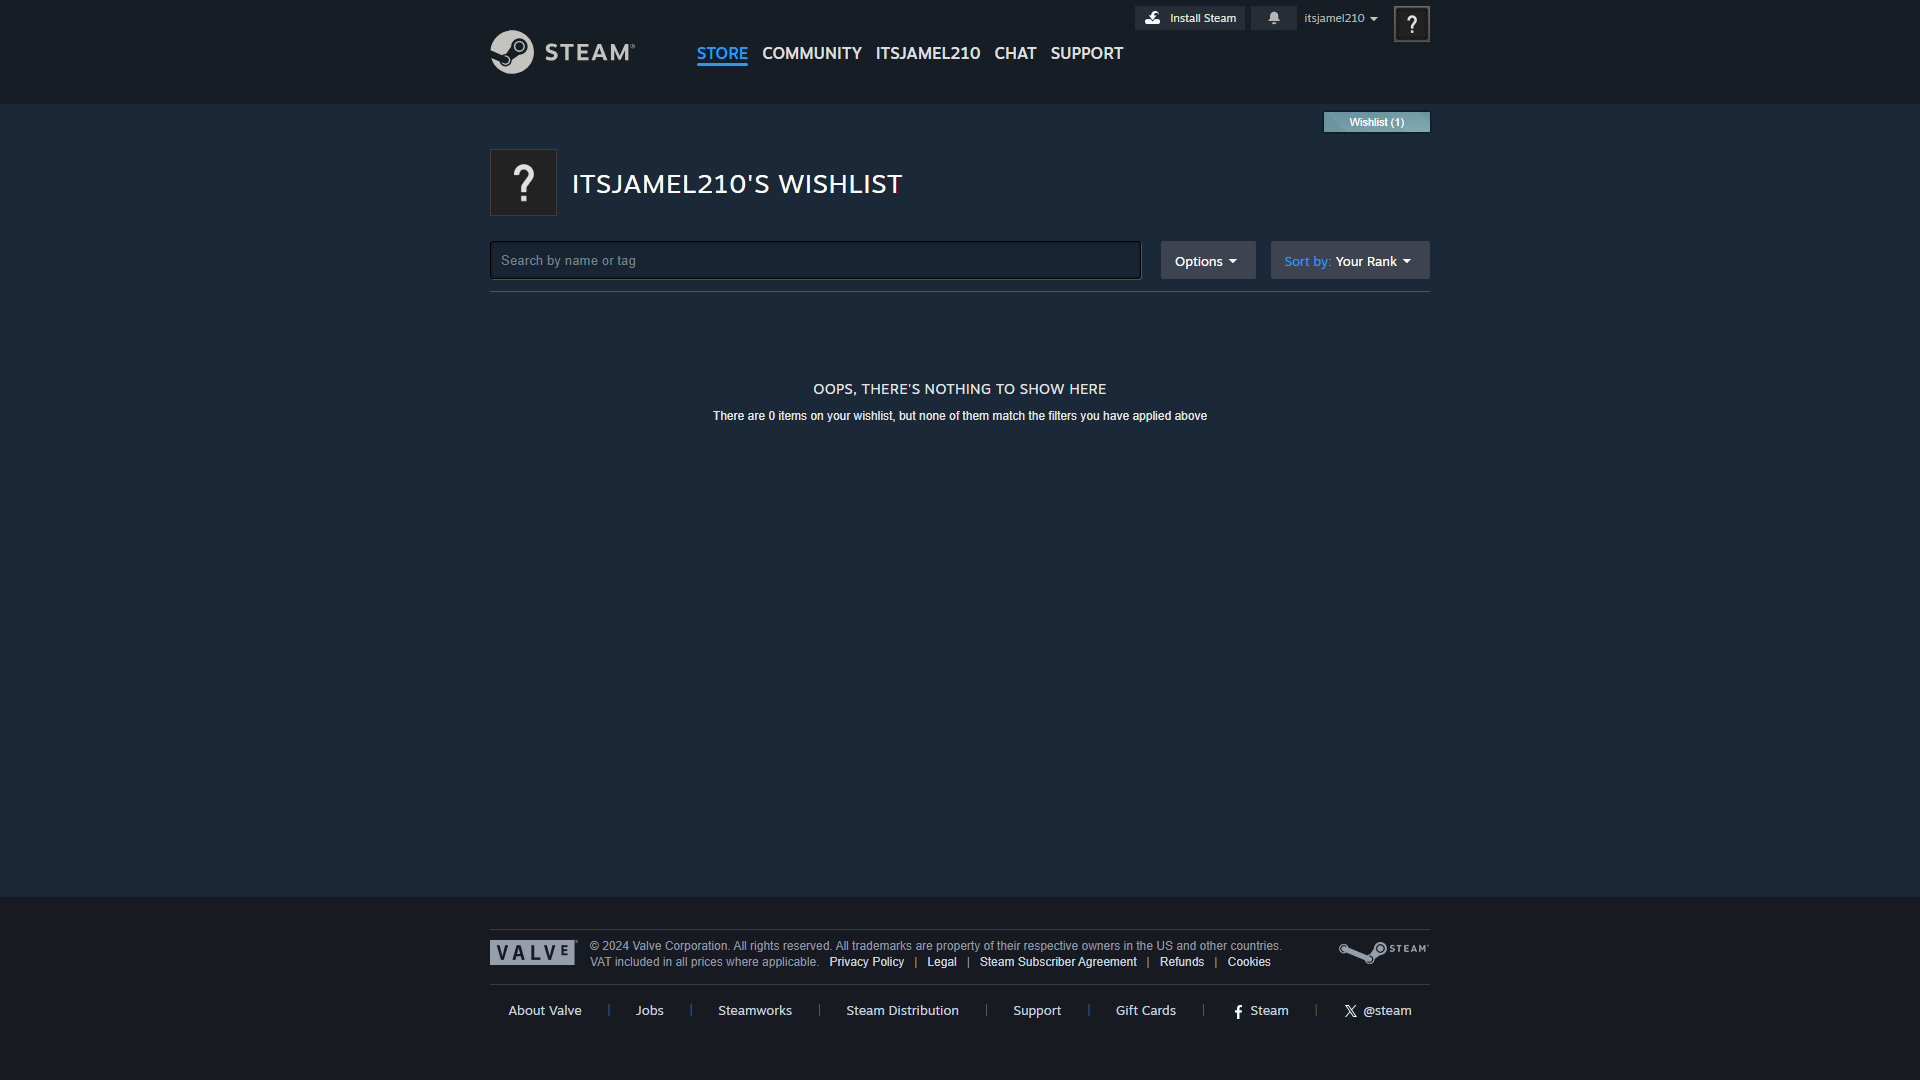 Install Steam
itsjamel210
?
STEAM®
STORE COMMUNITY ITSJAMEL210 CHAT SUPPORT
Wishlist (1)
?
ITSJAMEL210'S WISHLIST
Search by name or tag
Options
Sort by: Your Rank
OOPS, THERE'S NOTHING TO SHOW HERE
There are 0 items on your wishlist, but none of them match the filters you have applied above
VALVE®
© 2024 Valve Corporation. All rights reserved. All trademarks are property of their respective owners in the US and other countries.
VAT included in all prices where applicable. Privacy Policy | Legal | Steam Subscriber Agreement | Refunds | Cookies
STEAM™
About Valve | Jobs | Steamworks | Steam Distribution | Support | Gift Cards | Steam | @steam